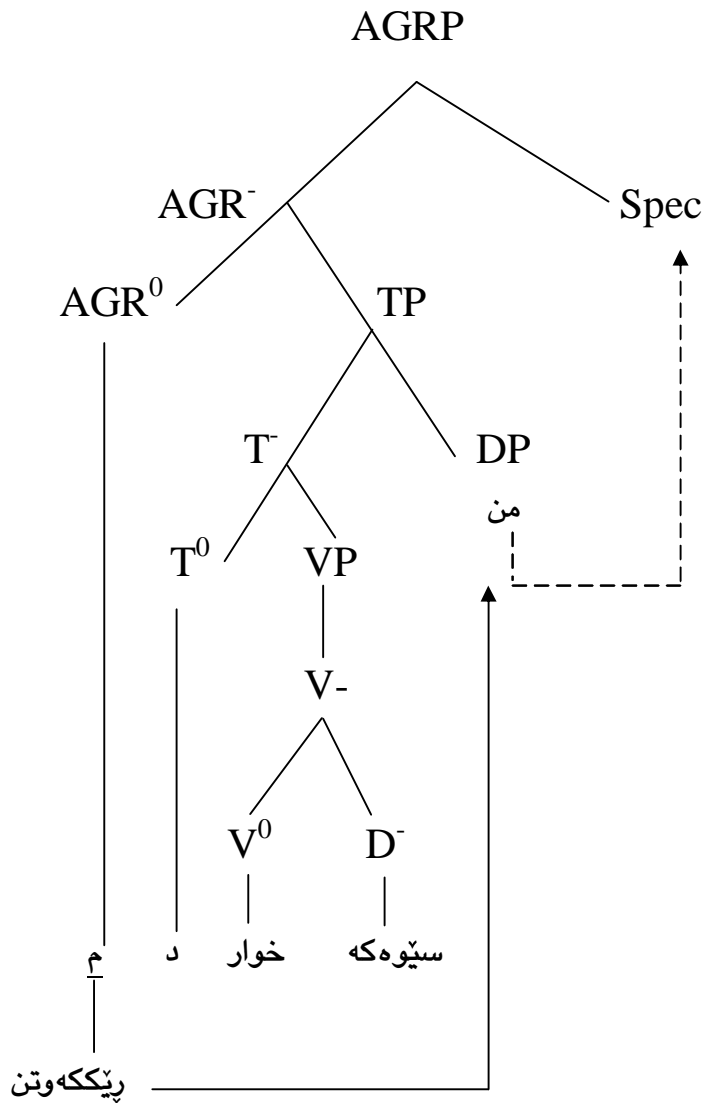 AGRP
AGR⁻ Spec
AGR⁰ TP
T⁻ DP
من
T⁰ VP
V-
V⁰ D⁻
سێوەکە خوار د م
ڕێککەوتن